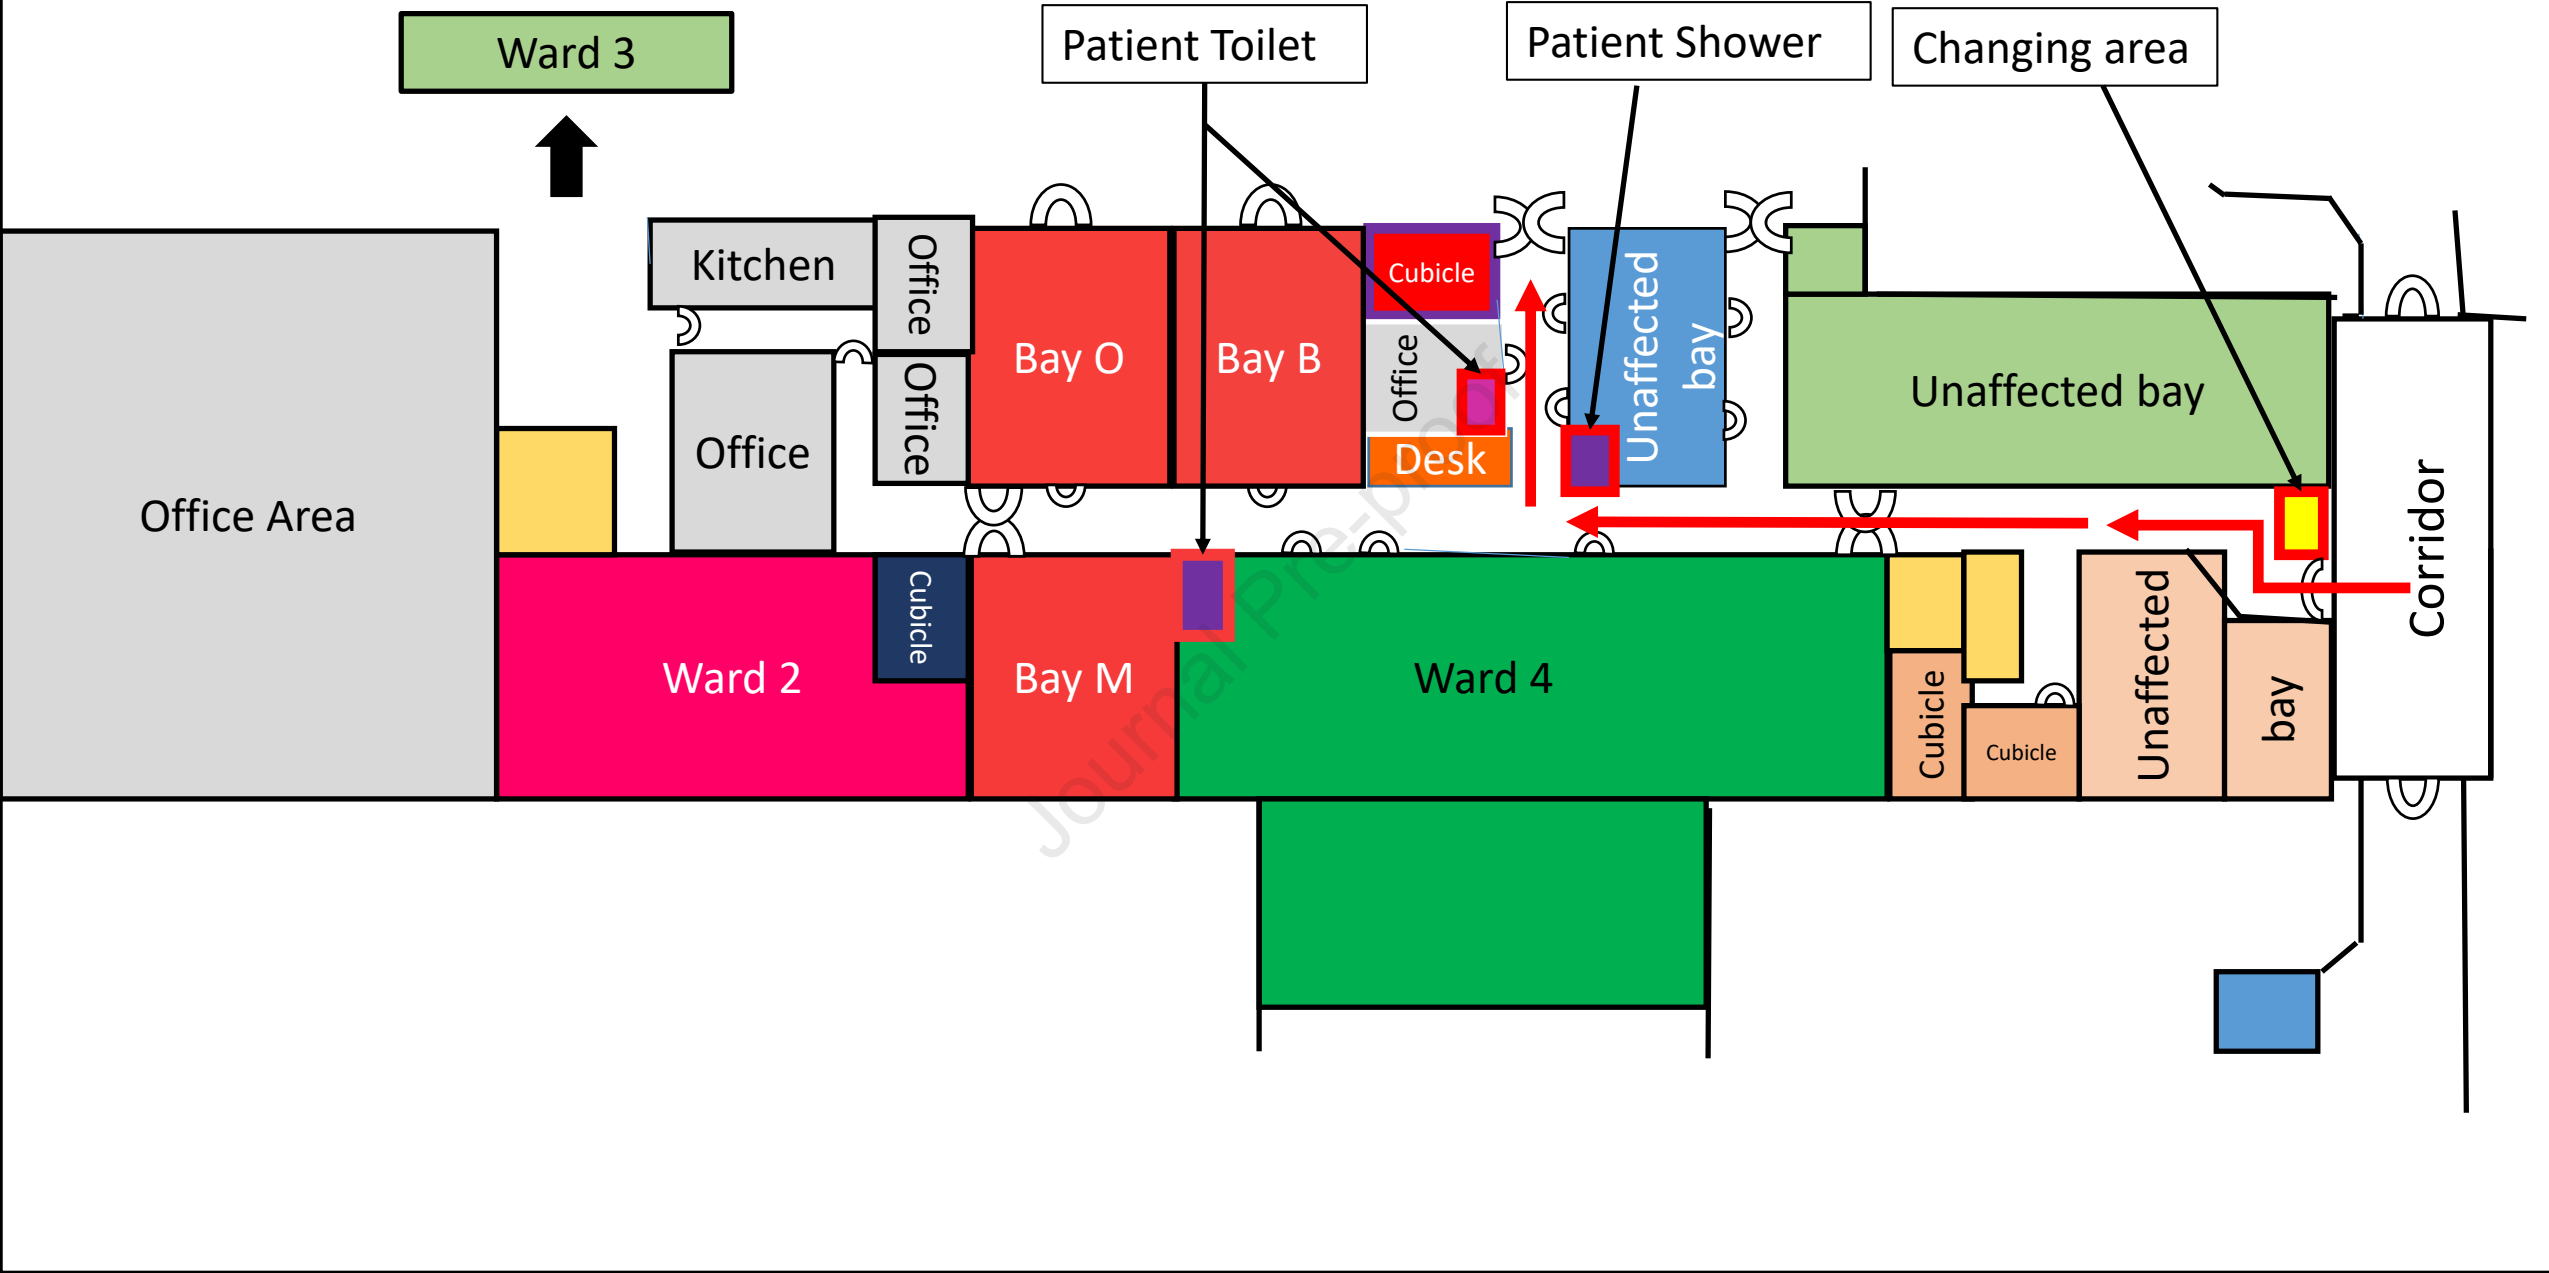 Ward 3
Patient Toilet
Patient Shower
Changing area
Kitchen
Office
Office
Office
Office Area
Bay O
Bay B
Cubicle
Office
Desk
Unaffected
bay
Unaffected bay
Corridor
Ward 2
Cubicle
Bay M
Ward 4
Cubicle
Cubicle
Unaffected
bay
Journal Pre-proof